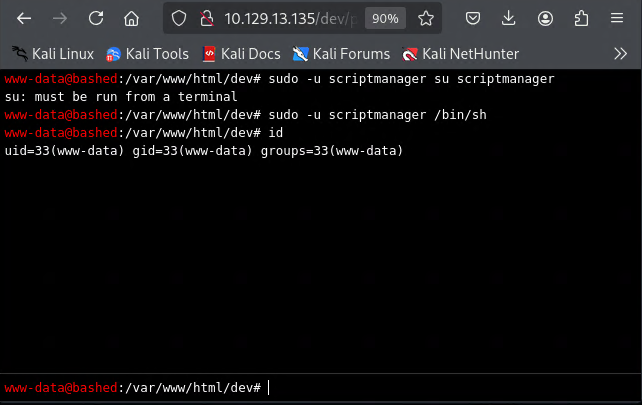 10.129.13.135/dev/p
90%
Kali Linux
Kali Tools
Kali Docs
Kali Forums
Kali NetHunter
www-data@bashed:/var/www/html/dev# sudo -u scriptmanager su scriptmanager
su: must be run from a terminal
www-data@bashed:/var/www/html/dev# sudo -u scriptmanager /bin/sh
www-data@bashed:/var/www/html/dev# id
uid=33(www-data) gid=33(www-data) groups=33(www-data)
www-data@bashed:/var/www/html/dev#